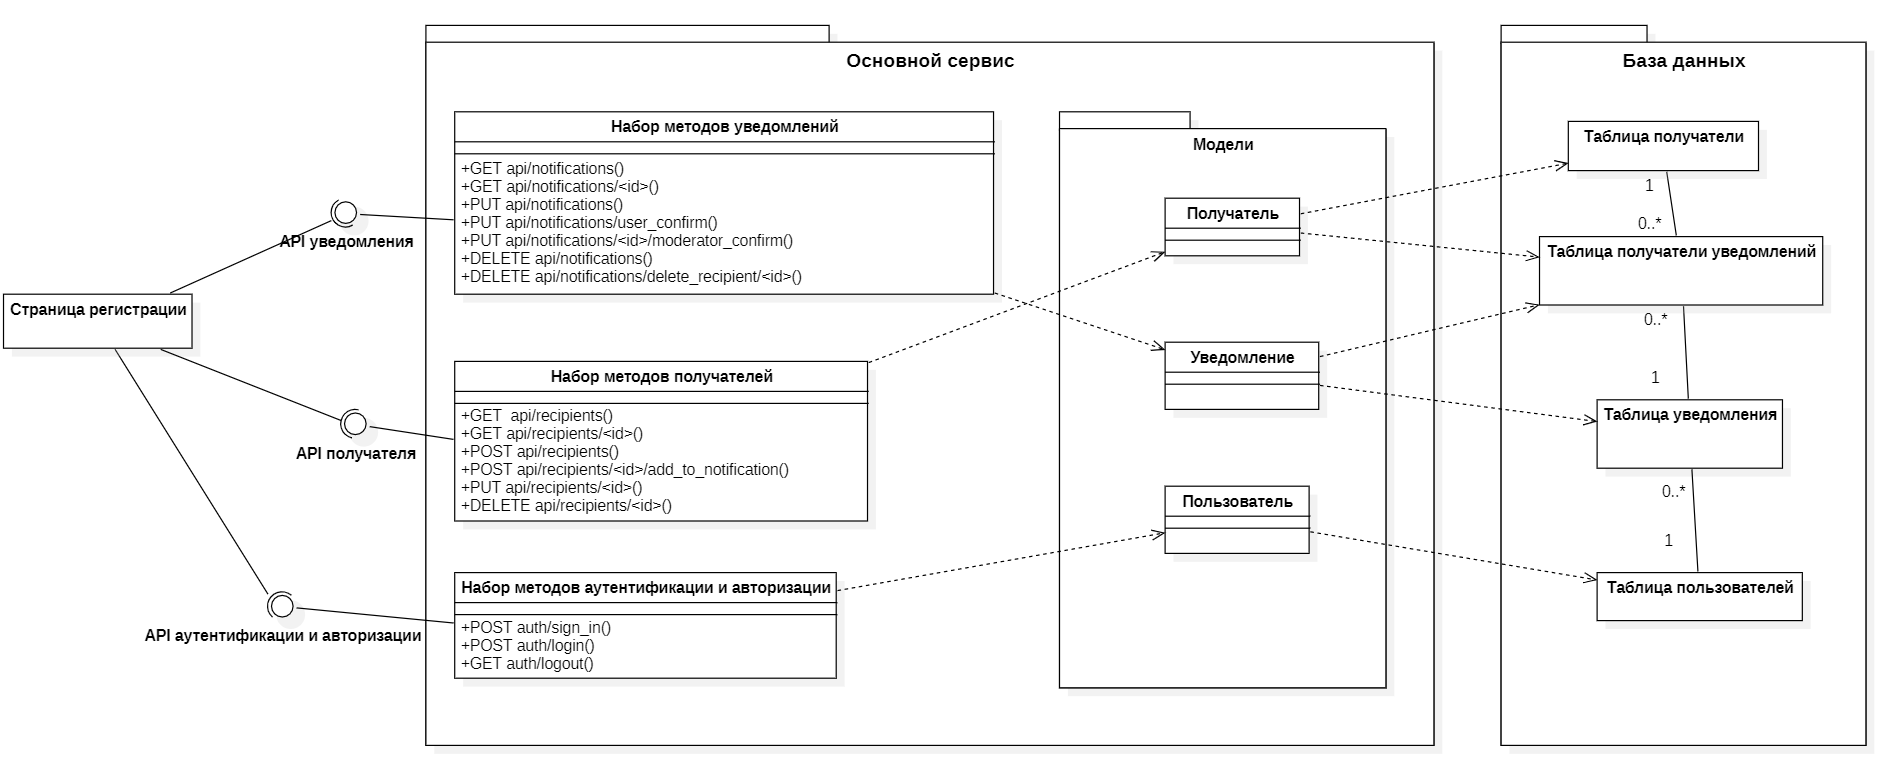 Основной сервис
База данных
Набор методов уведомлений
+GET api/notifications()
+GET api/notifications/<id>()
+PUT api/notifications()
+PUT api/notifications/user_confirm()
+PUT api/notifications/<id>/moderator_confirm()
+DELETE api/notifications()
+DELETE api/notifications/delete_recipient/<id>()
API уведомления
Страница регистрации
Набор методов получателей
+GET  api/recipients()
+GET api/recipients/<id>()
+POST api/recipients()
+POST api/recipients/<id>/add_to_notification()
+PUT api/recipients/<id>()
+DELETE api/recipients/<id>()
API получателя
Набор методов аутентификации и авторизации
+POST auth/sign_in()
+POST auth/login()
+GET auth/logout()
API аутентификации и авторизации
Модели
Получатель
Уведомление
Пользователь
Таблица получатели
1
0..*
Таблица получатели уведомлений
0..*
1
Таблица уведомления
0..*
1
Таблица пользователей